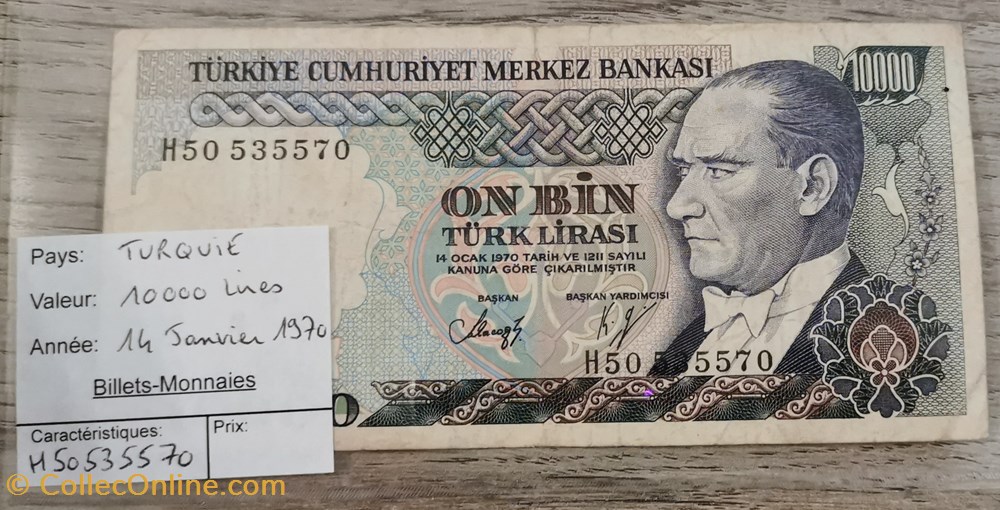 TÜRKİYE CUMHURİYET MERKEZ BANKASI
10000
H50 535570
ON BİN
TÜRK LİRASI
14 OCAK 1970 TARİH VE 1211 SAYILI
KANUNA GÖRE ÇIKARILMIŞTIR
BAŞKAN BAŞKAN YARDIMCISI
H50 535570
Pays: TURQUIE
Valeur: 10000 lires
Année: 14 Janvier 1970
Billets-Monnaies
Caractéristiques: Prix:
H50535570
© CollecOnline.com